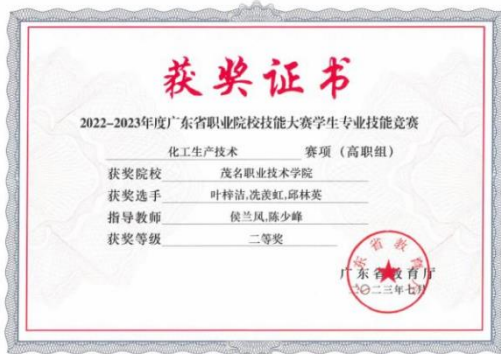 获奖证书
2022-2023年度广东省职业院校技能大赛学生专业技能竞赛
化工生产技术 赛项（高职组）
获奖院校 茂名职业技术学院
获奖选手 叶梓洁,冼羡虹,邱林英
指导教师 侯兰凤,陈少峰
获奖等级 二等奖
广东省教育厅
二〇二三年七月